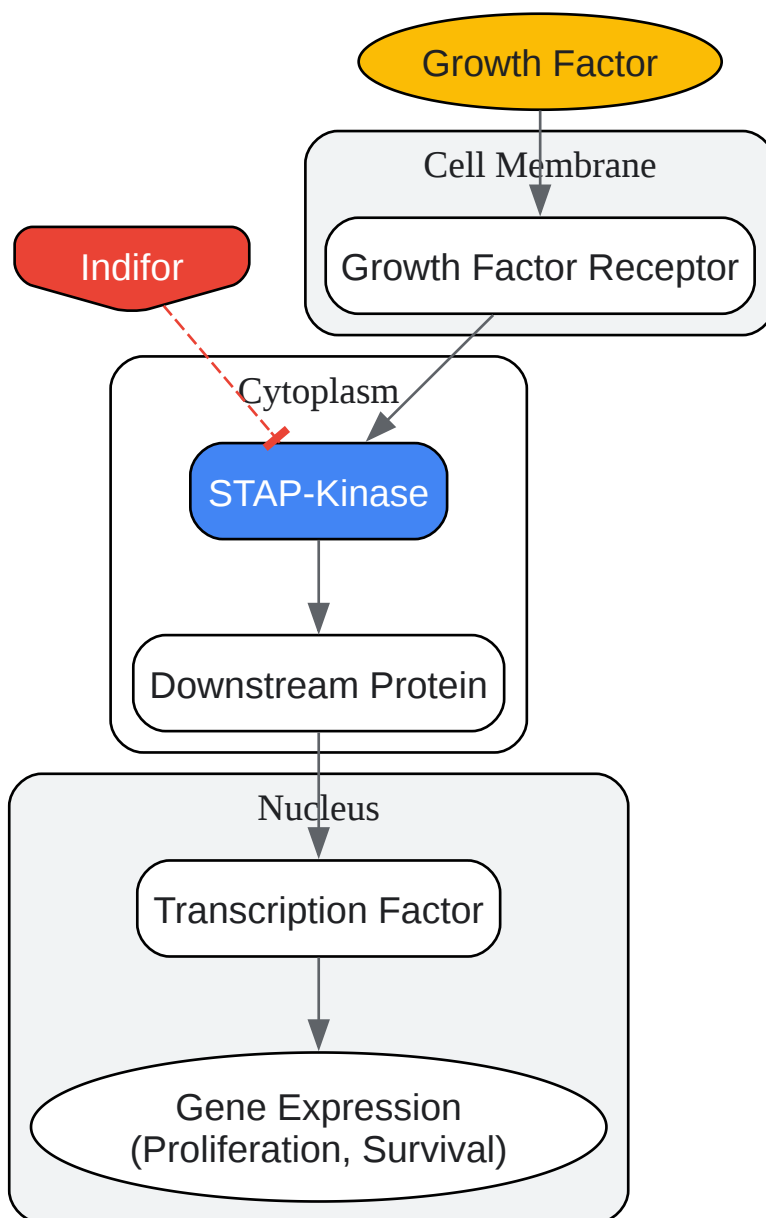 Growth Factor
Cell Membrane
Growth Factor Receptor
Indifor
Cytoplasm
STAP-Kinase
Downstream Protein
Nucleus
Transcription Factor
Gene Expression
(Proliferation, Survival)